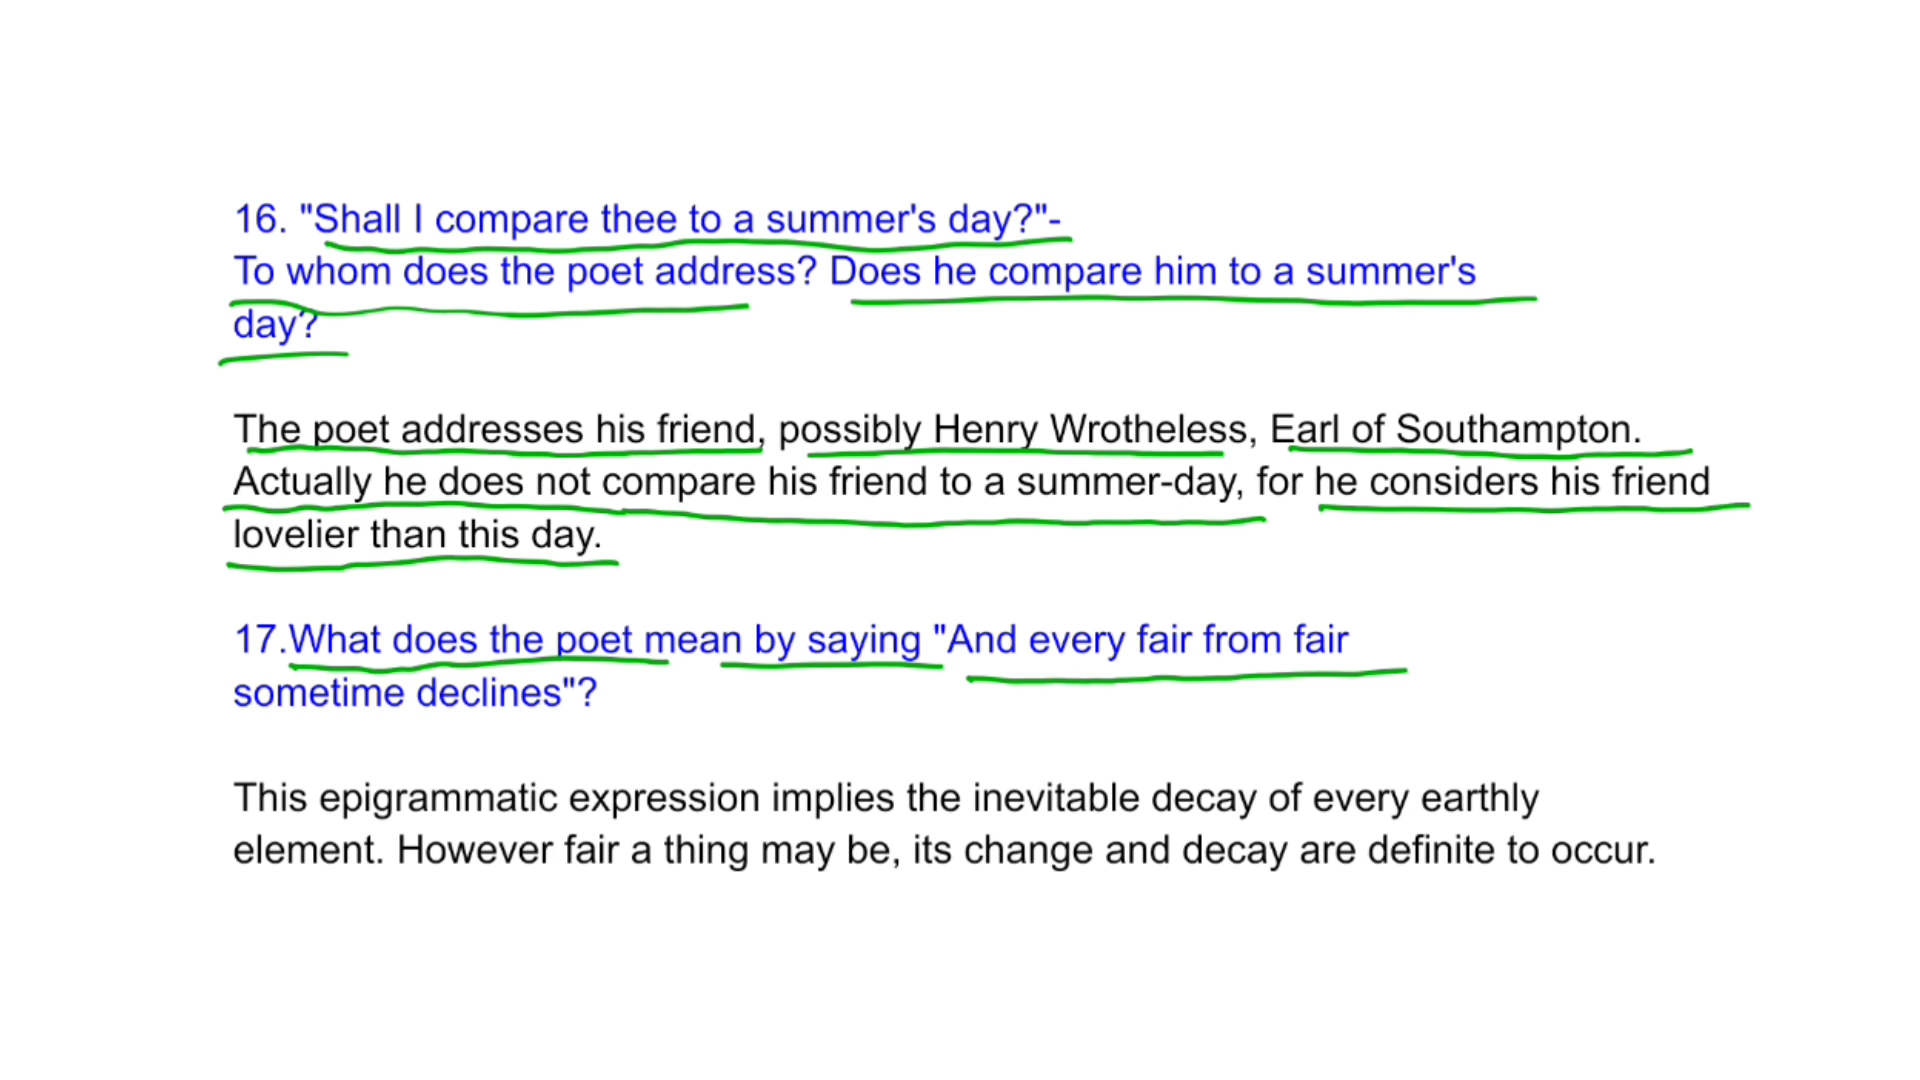 16. "Shall I compare thee to a summer's day?"-
To whom does the poet address? Does he compare him to a summer's
day?
The poet addresses his friend, possibly Henry Wrotheless, Earl of Southampton.
Actually he does not compare his friend to a summer-day, for he considers his friend
lovelier than this day.
17.What does the poet mean by saying "And every fair from fair
sometime declines"?
This epigrammatic expression implies the inevitable decay of every earthly
element. However fair a thing may be, its change and decay are definite to occur.